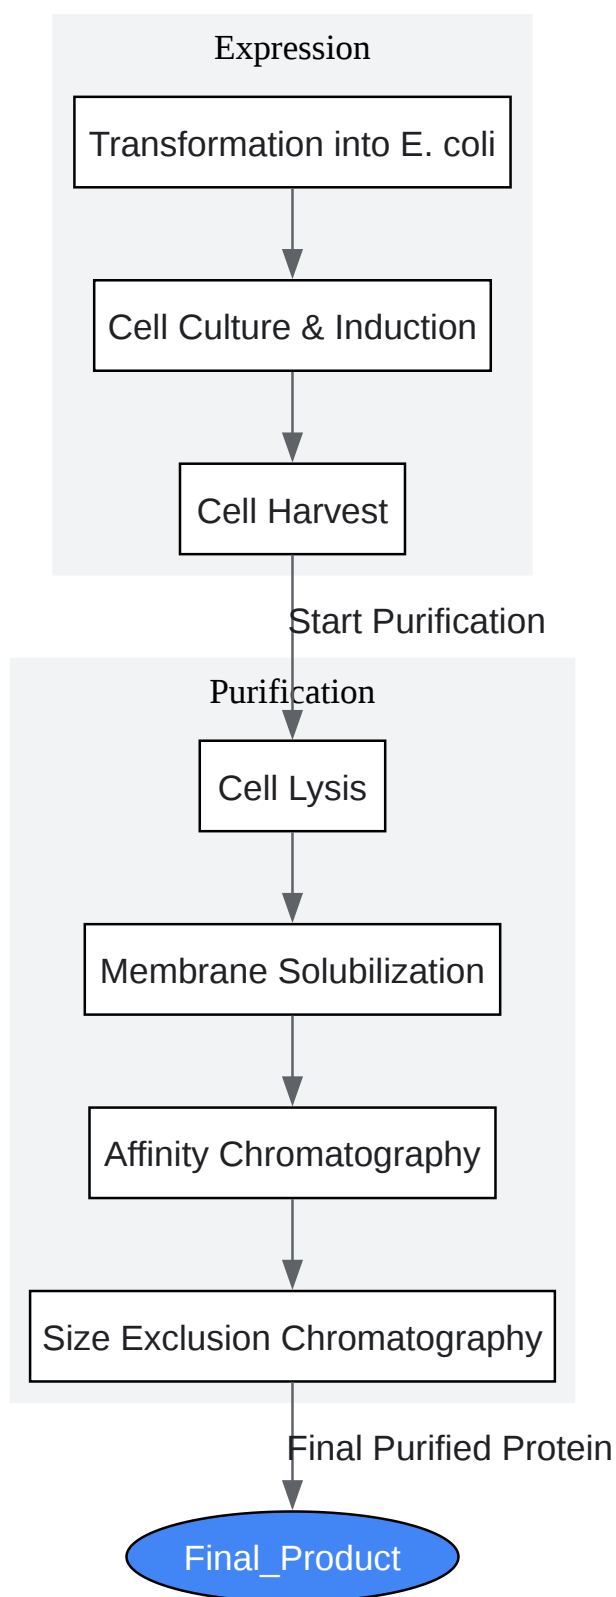 Expression
Transformation into E. coli
Cell Culture & Induction
Cell Harvest
Start Purification
Purification
Cell Lysis
Membrane Solubilization
Affinity Chromatography
Size Exclusion Chromatography
Final Purified Protein
Final_Product